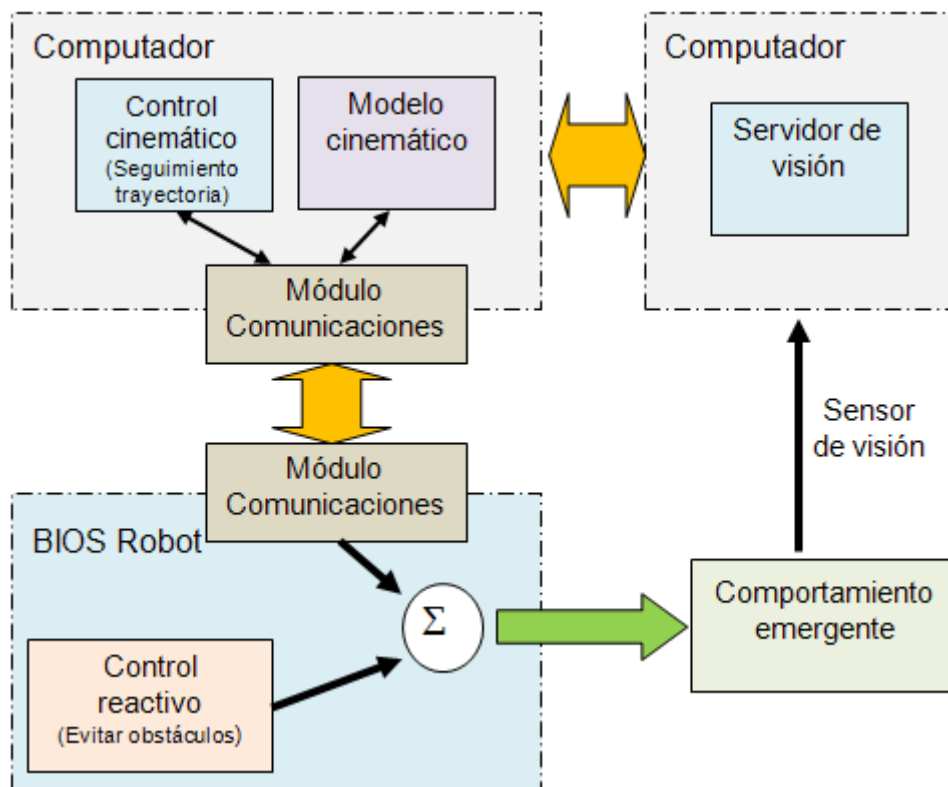 Computador
Control
cinemático
(Seguimiento
trayectoria)
Modelo
cinemático
Módulo
Comunicaciones
Computador
Servidor de
visión
Módulo
Comunicaciones
BIOS Robot
Σ
Control
reactivo
(Evitar obstáculos)
Comportamiento
emergente
Sensor
de visión